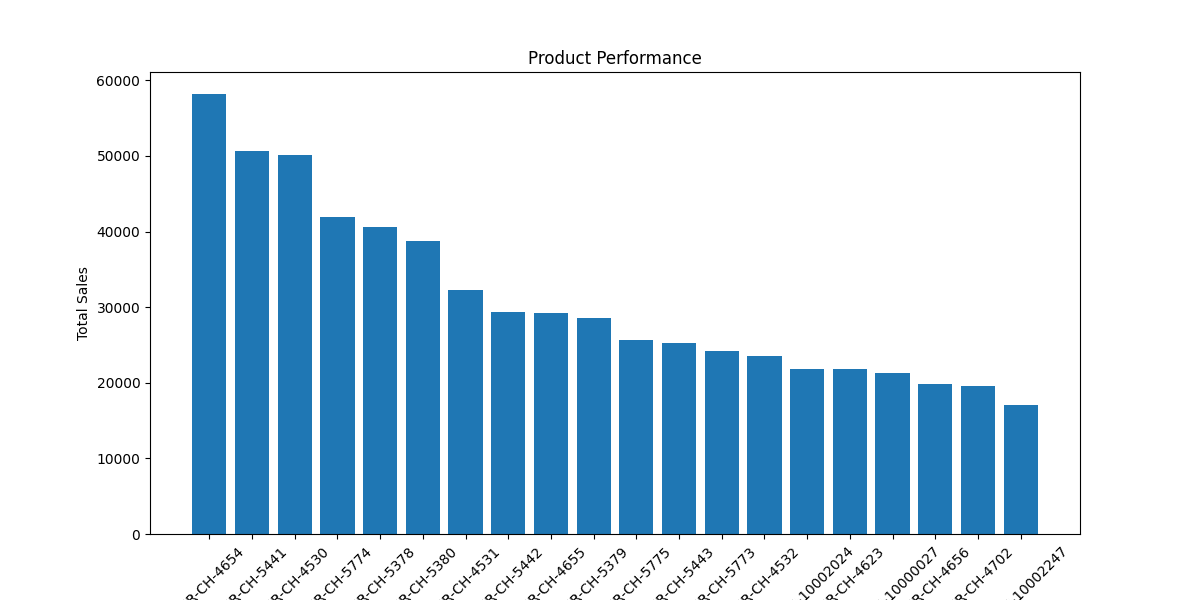 Product Performance
60000
50000
40000
30000
20000
10000
0
Total Sales
R-CH-4654
R-CH-5441
R-CH-4530
R-CH-5774
R-CH-5378
R-CH-5380
R-CH-4531
R-CH-5442
R-CH-4655
R-CH-5379
R-CH-5775
R-CH-5443
R-CH-5773
R-CH-4532
10002024
R-CH-4623
10000027
R-CH-4656
R-CH-4702
10002247